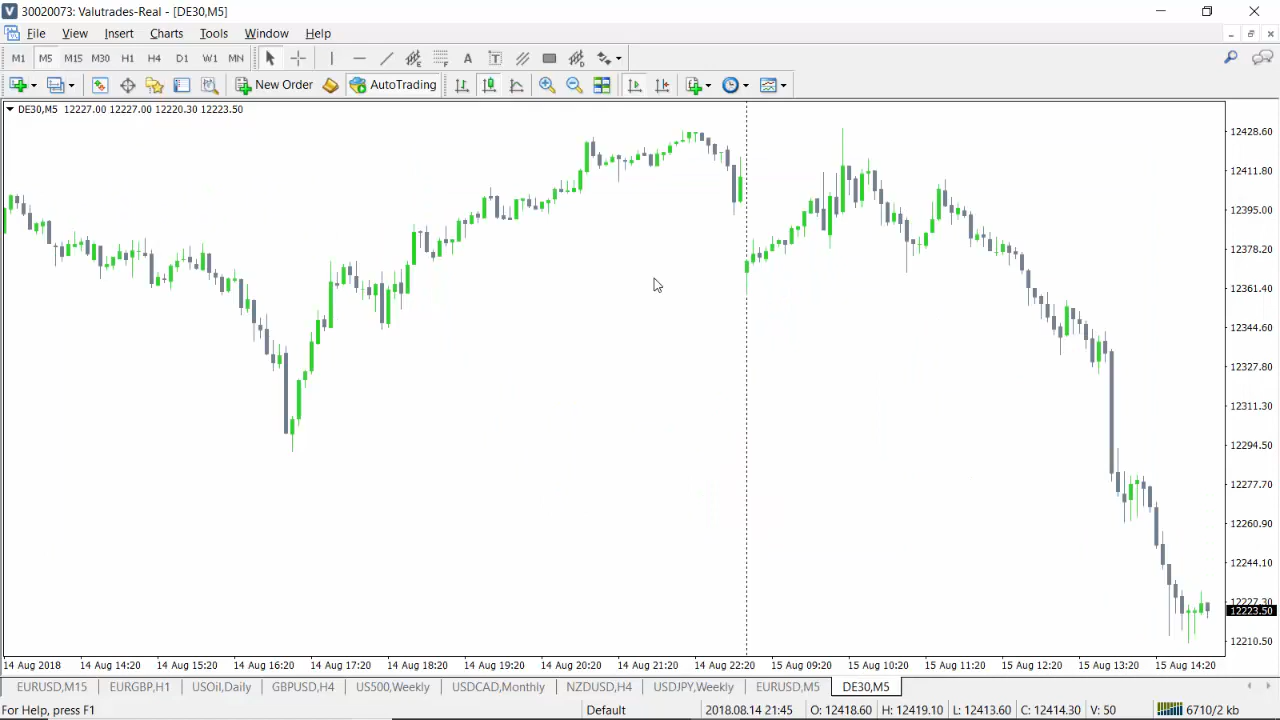 30020073: Valutrades-Real - [DE30,M5]
File View Insert Charts Tools Window Help
M1 M5 M15 M30 H1 H4 D1 W1 MN A T
New Order AutoTrading
DE30,M5 12227.00 12227.00 12220.30 12223.50
12428.60
12411.80
12395.00
12378.20
12361.40
12344.60
12327.80
12311.30
12294.50
12277.70
12260.90
12244.10
12227.30
12223.50
12210.50
14 Aug 2018 14 Aug 14:20 14 Aug 15:20 14 Aug 16:20 14 Aug 17:20 14 Aug 18:20 14 Aug 19:20 14 Aug 20:20 14 Aug 21:20 14 Aug 22:20 15 Aug 09:20 15 Aug 10:20 15 Aug 11:20 15 Aug 12:20 15 Aug 13:20 15 Aug 14:20
EURUSD,M15 EURGBP,H1 USOil,Daily GBPUSD,H4 US500,Weekly USDCAD,Monthly NZDUSD,H4 USDJPY,Weekly EURUSD,M5 DE30,M5
For Help, press F1 Default 2018.08.14 21:45 O: 12418.60 H: 12419.10 L: 12413.60 C: 12414.30 V: 50 6710/2 kb